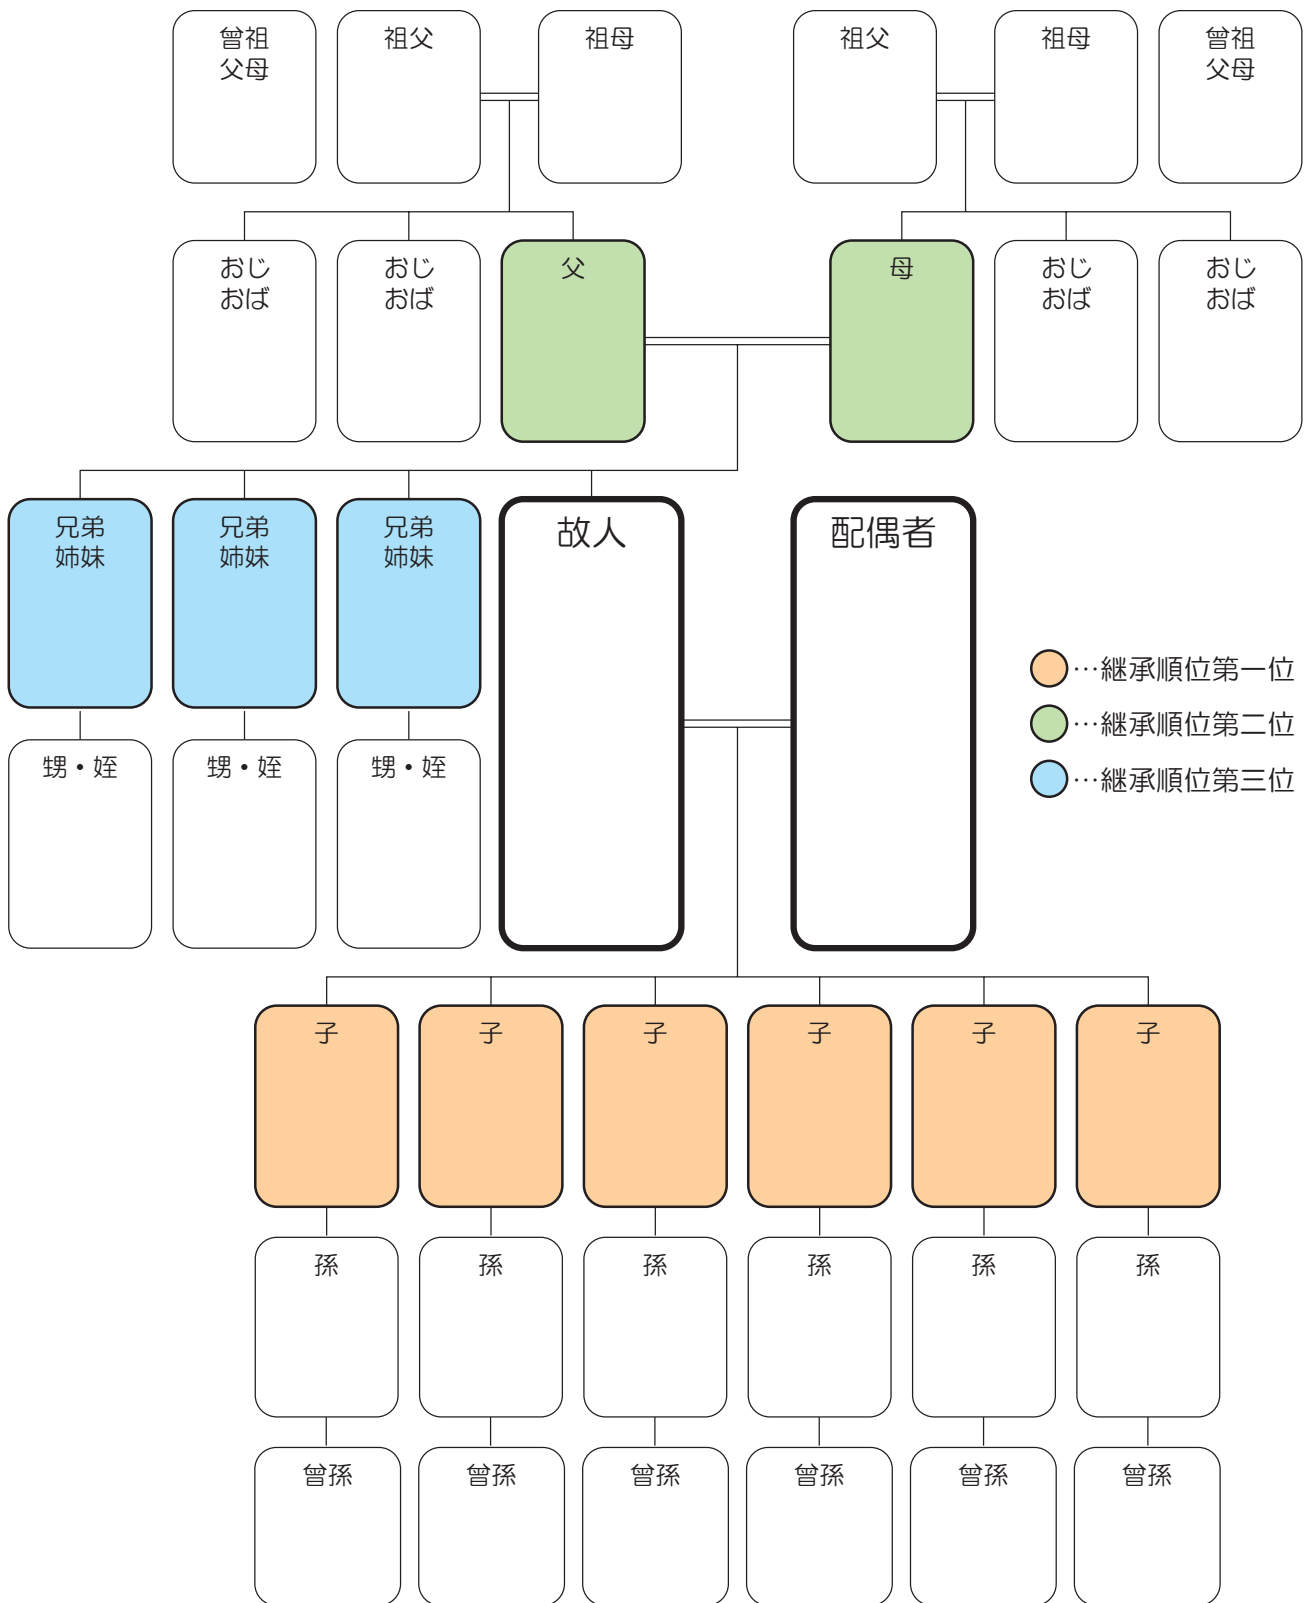 曾祖
父母
祖父
祖母
祖父
祖母
曾祖
父母
おじ
おば
おじ
おば
父
母
おじ
おば
おじ
おば
兄弟
姉妹
兄弟
姉妹
兄弟
姉妹
故人
配偶者
…継承順位第一位
…継承順位第二位
…継承順位第三位
甥・姪
甥・姪
甥・姪
子
子
子
子
子
子
孫
孫
孫
孫
孫
孫
曾孫
曾孫
曾孫
曾孫
曾孫
曾孫